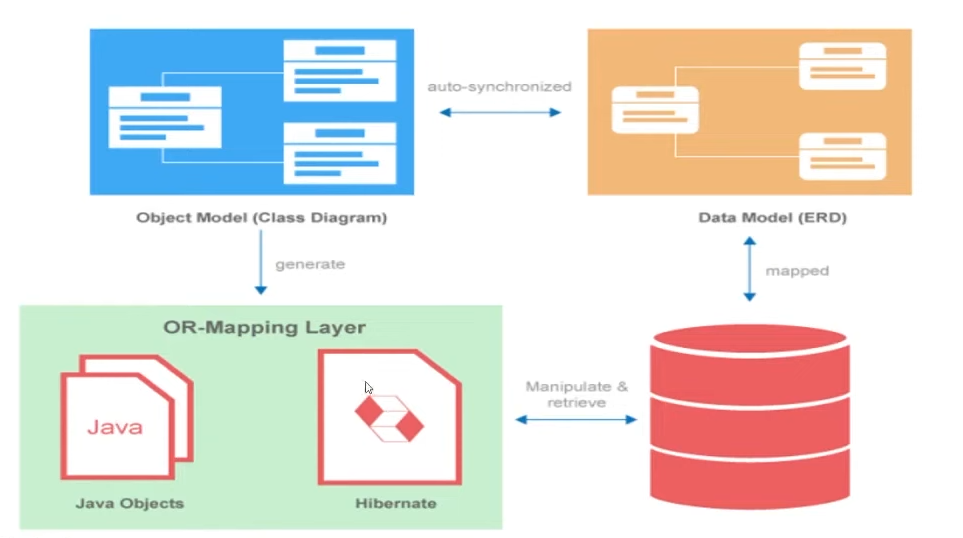 auto-synchronized
Object Model (Class Diagram)
Data Model (ERD)
generate
mapped
OR-Mapping Layer
Java
Manipulate &
retrieve
Java Objects
Hibernate